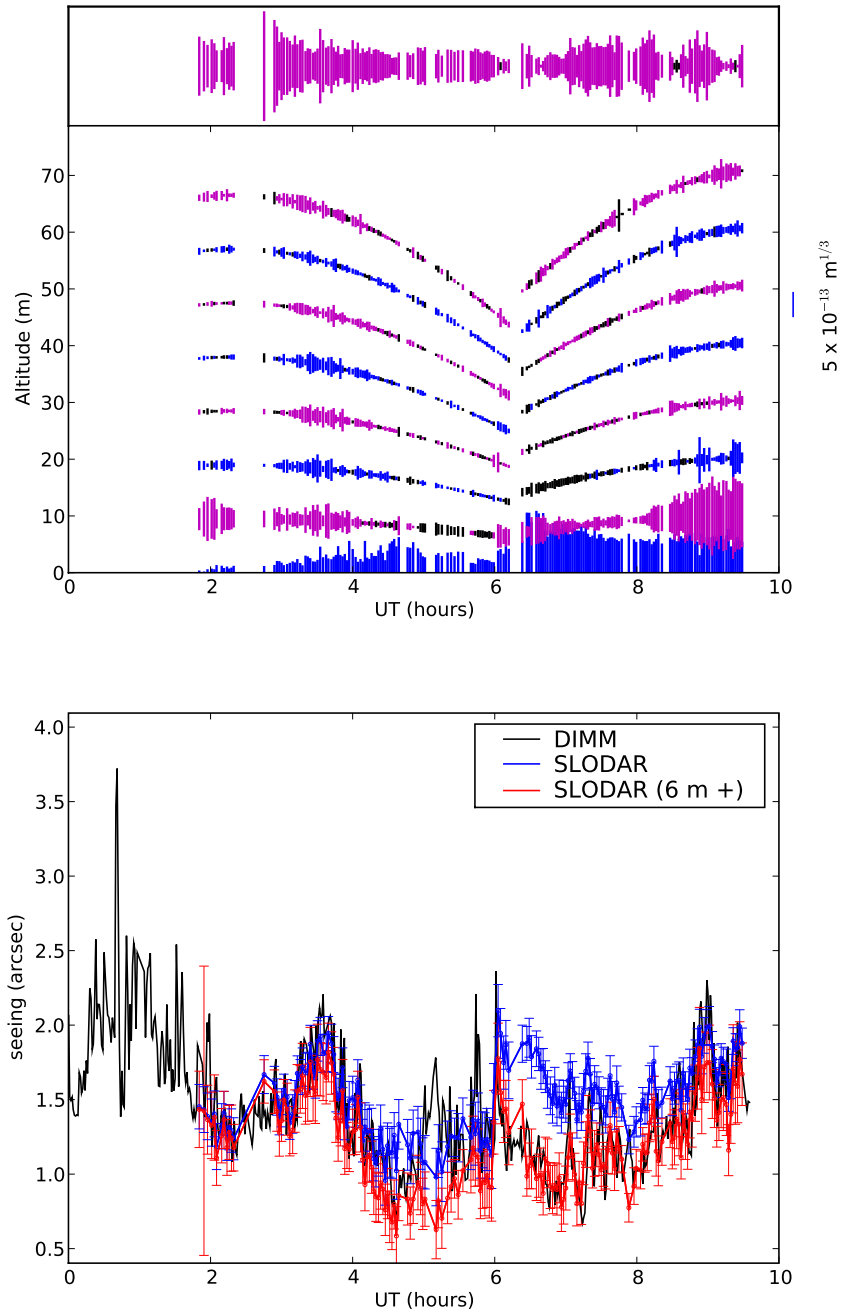 70
60
50
40
30
20
10
0
Altitude (m)
0 2 4 6 8 10
UT (hours)
5 x 10⁻¹³ m¹/³
4.0
3.5
3.0
2.5
2.0
1.5
1.0
0.5
seeing (arcsec)
DIMM
SLODAR
SLODAR (6 m +)
0 2 4 6 8 10
UT (hours)